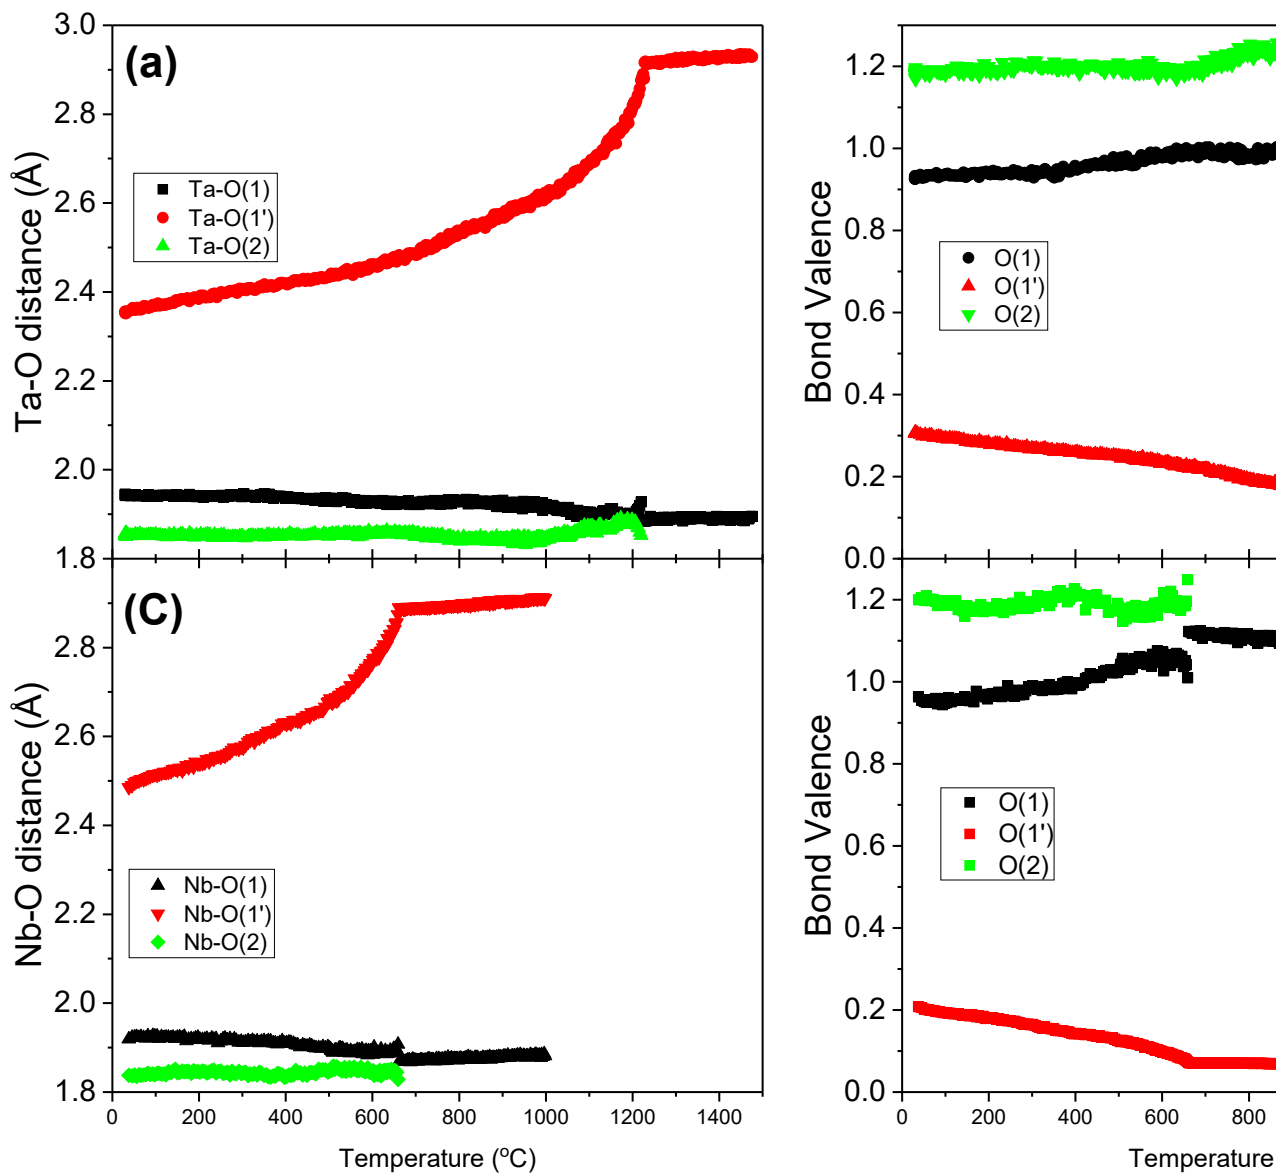 (a)
Ta-O distance (Å)
3.0
2.8
2.6
2.4
2.2
2.0
1.8
Ta-O(1)
Ta-O(1')
Ta-O(2)
Bond Valence
1.2
1.0
0.8
0.6
0.4
0.2
0.0
O(1)
O(1')
O(2)
(C)
Nb-O distance (Å)
2.8
2.6
2.4
2.2
2.0
1.8
Nb-O(1)
Nb-O(1')
Nb-O(2)
0 200 400 600 800 1000 1200 1400
Temperature (°C)
Bond Valence
1.2
1.0
0.8
0.6
0.4
0.2
0.0
O(1)
O(1')
O(2)
0 200 400 600 800
Temperature